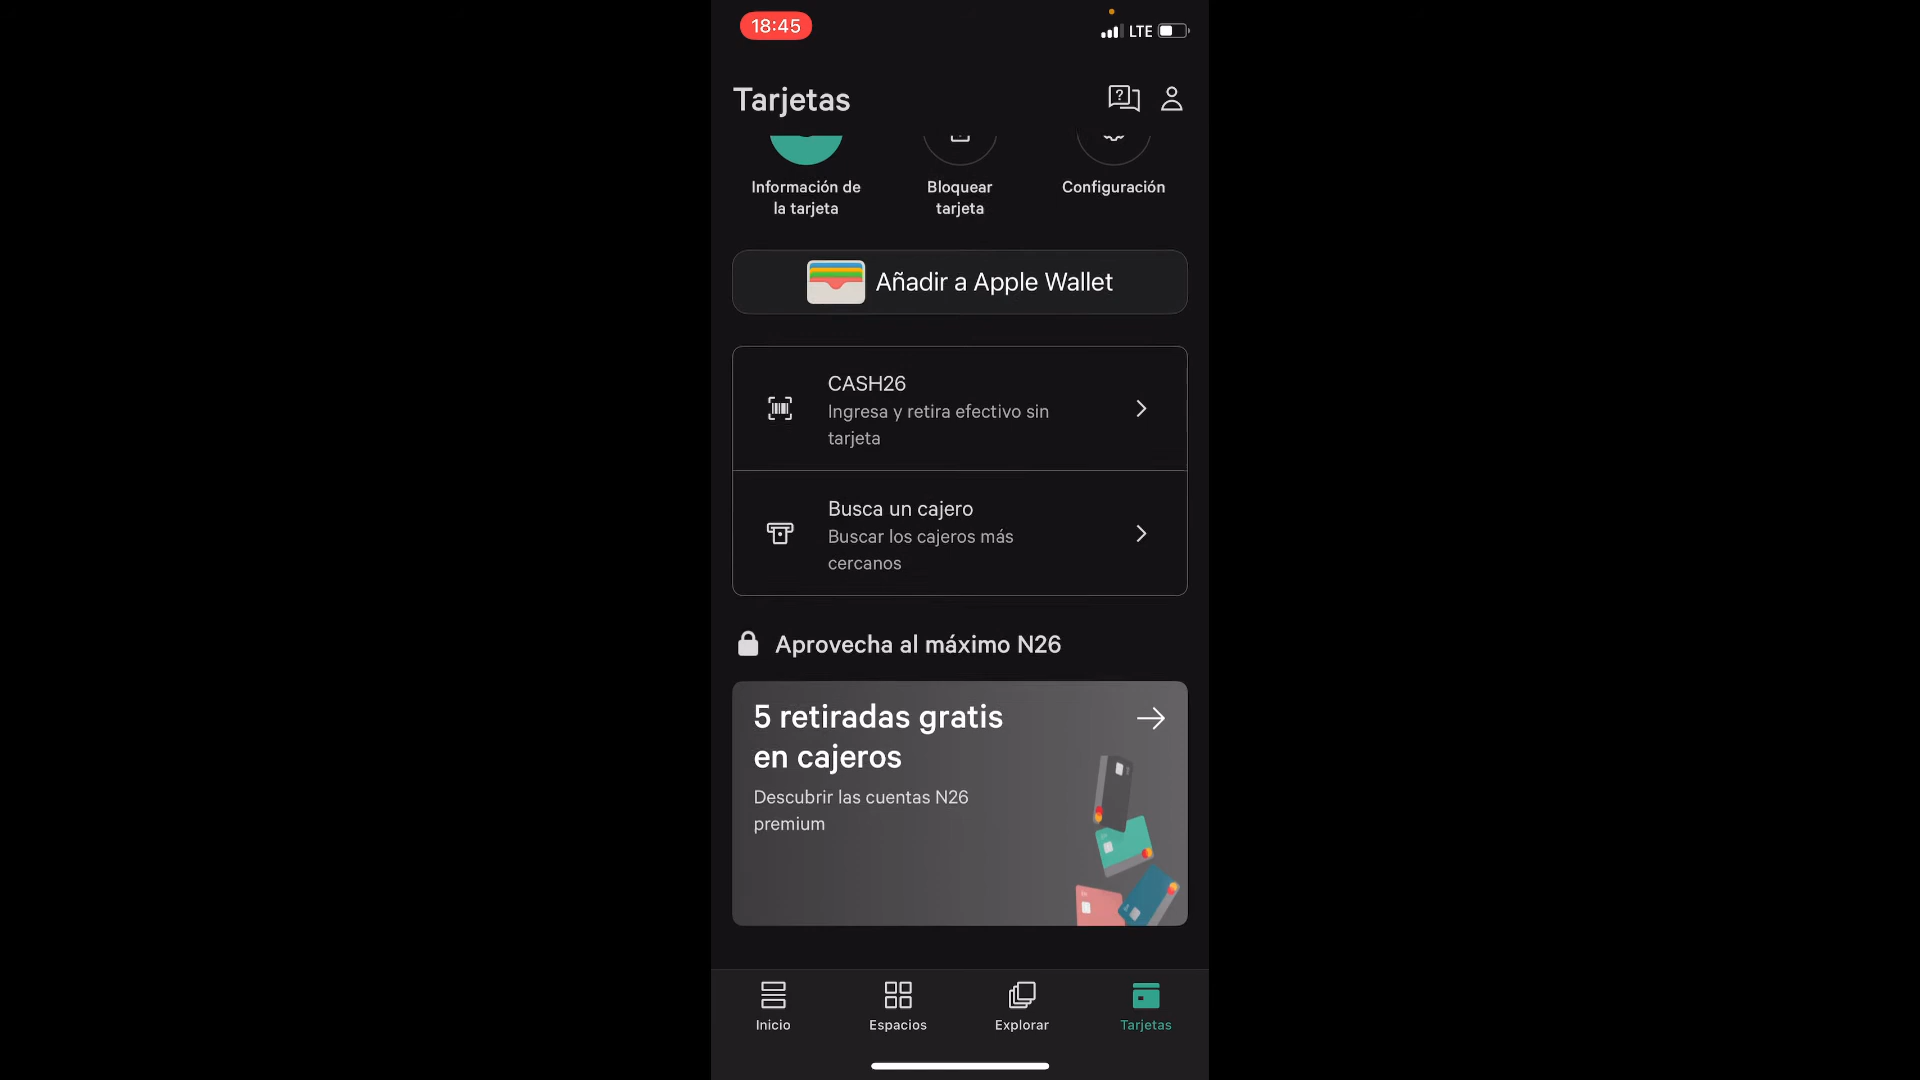 18:45
LTE
Tarjetas
Información de
la tarjeta
Bloquear
tarjeta
Configuración
Añadir a Apple Wallet
CASH26
Ingresa y retira efectivo sin
tarjeta
Busca un cajero
Buscar los cajeros más
cercanos
Aprovecha al máximo N26
5 retiradas gratis
en cajeros
Descubrir las cuentas N26
premium
Inicio
Espacios
Explorar
Tarjetas